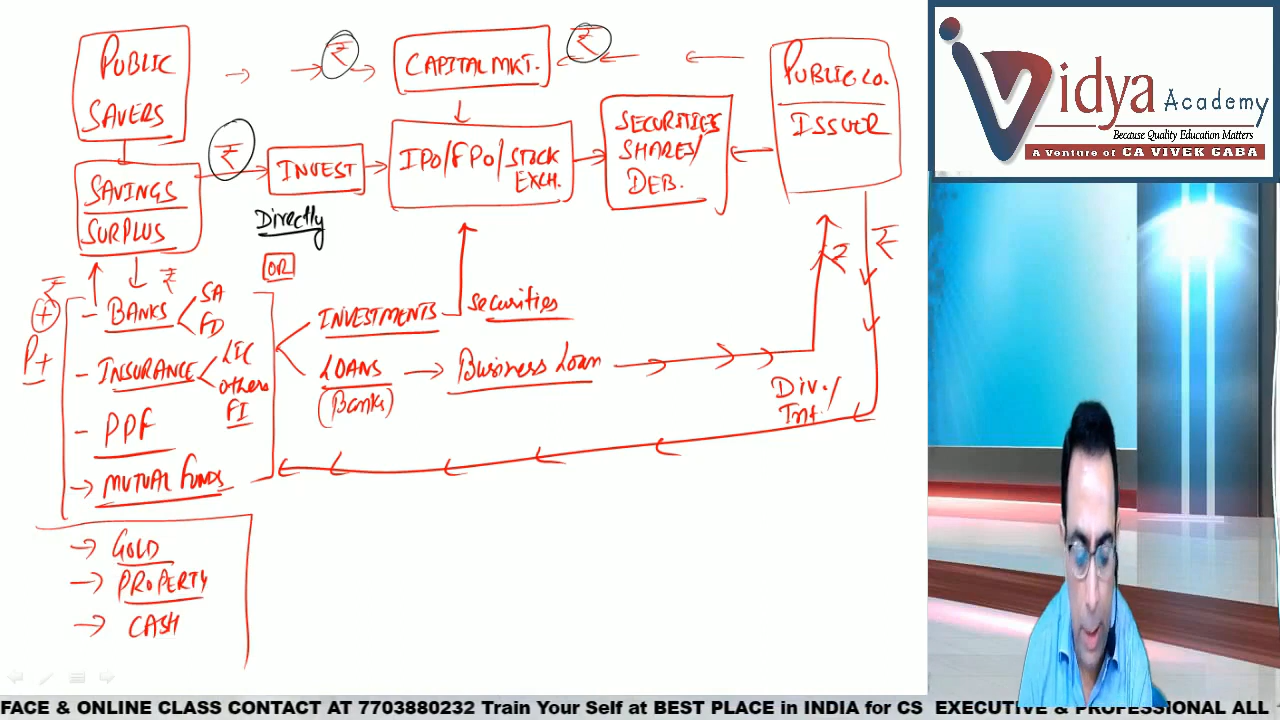 PUBLIC
SAVERS
₹
CAPITAL MKT.
₹
PUBLIC CO.
ISSUER
SAVINGS
SURPLUS
₹
INVEST
Directly
IPO/FPO/STOCK
EXCH.
SECURITIES
SHARES/
DEB.
OR
₹
₹
+
P+
- BANKS
SA
FD
- INSURANCE
LIC
others
FI
- PPF
→ MUTUAL FUNDS
→ GOLD
→ PROPERTY
→ CASH
INVESTMENTS
Securities
LOANS → Business Loan
(Banks)
₹
₹
Div./
Int.
Vidya Academy
Because Quality Education Matters
A Venture of CA VIVEK GABA
FACE & ONLINE CLASS CONTACT AT 7703880232 Train Your Self at BEST PLACE in INDIA for CS EXECUTIVE & PROFESSIONAL ALL